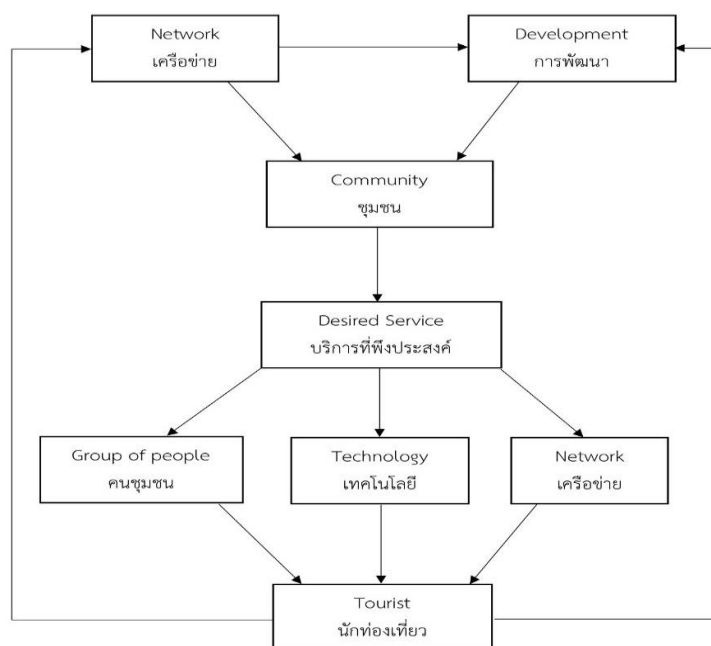 Network
เครือข่าย
Development
การพัฒนา
Community
ชุมชน
Desired Service
บริการที่พึงประสงค์
Group of people
คนชุมชน
Technology
เทคโนโลยี
Network
เครือข่าย
Tourist
นักท่องเที่ยว